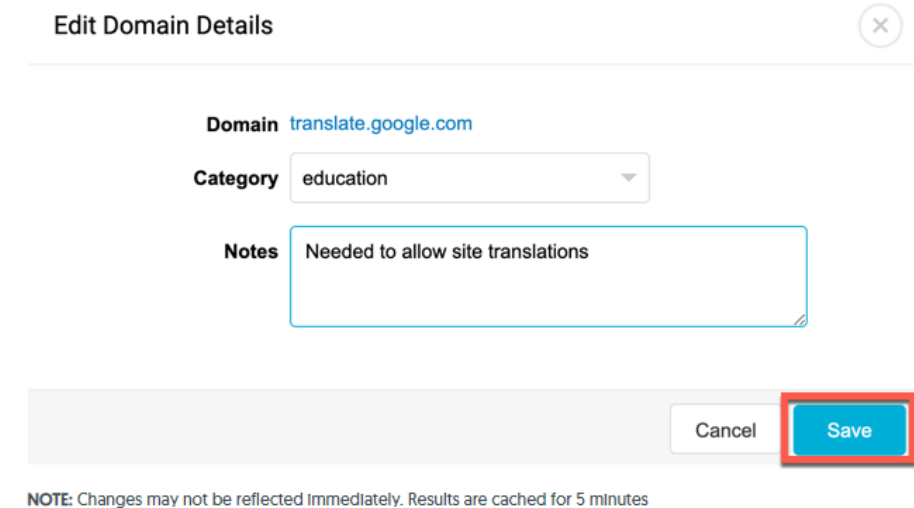 Edit Domain Details
Domain translate.google.com
Category education
Notes Needed to allow site translations
Cancel Save
NOTE: Changes may not be reflected immediately. Results are cached for 5 minutes